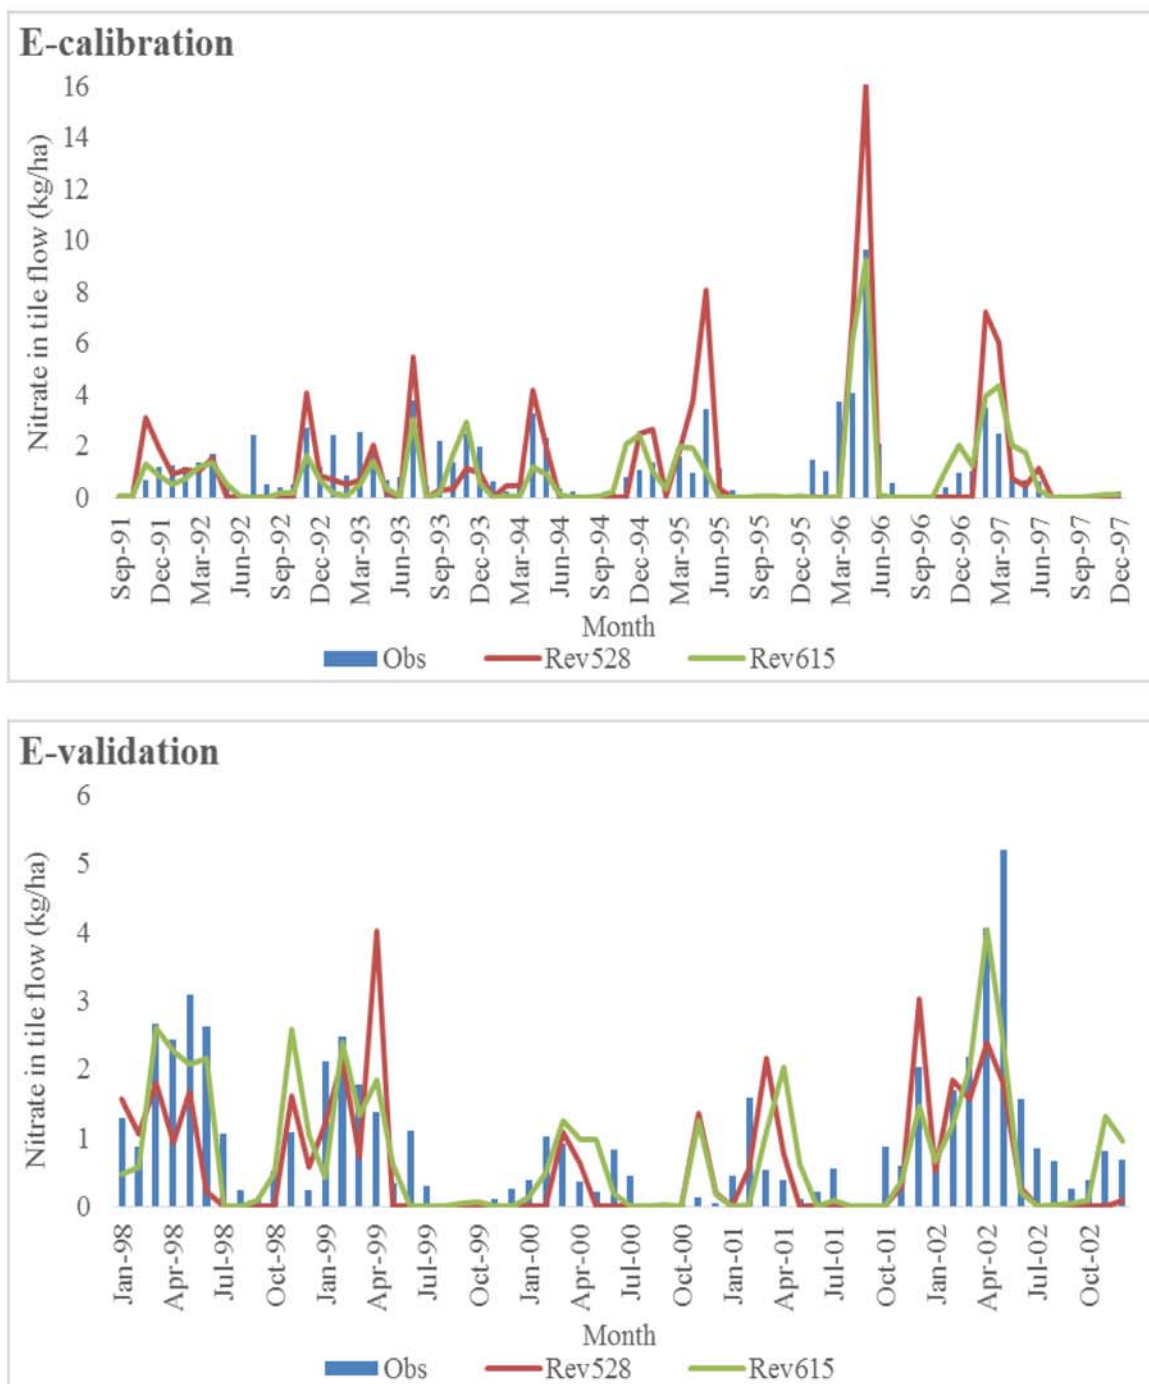 E-calibration
Nitrate in tile flow (kg/ha)
16
14
12
10
8
6
4
2
0
Sep-91 Dec-91 Mar-92 Jun-92 Sep-92 Dec-92 Mar-93 Jun-93 Sep-93 Dec-93 Mar-94 Jun-94 Sep-94 Dec-94 Mar-95 Jun-95 Sep-95 Dec-95 Mar-96 Jun-96 Sep-96 Dec-96 Mar-97 Jun-97 Sep-97 Dec-97
Month
Obs Rev528 Rev615
E-validation
Nitrate in tile flow (kg/ha)
6
5
4
3
2
1
0
Jan-98 Apr-98 Jul-98 Oct-98 Jan-99 Apr-99 Jul-99 Oct-99 Jan-00 Apr-00 Jul-00 Oct-00 Jan-01 Apr-01 Jul-01 Oct-01 Jan-02 Apr-02 Jul-02 Oct-02
Month
Obs Rev528 Rev615